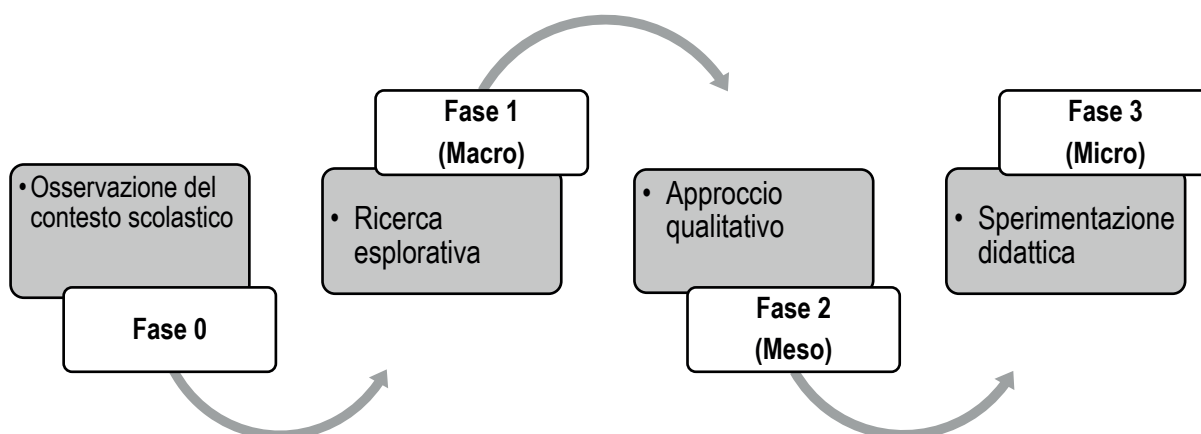 • Osservazione del
contesto scolastico
Fase 0
Fase 1
(Macro)
• Ricerca
esplorativa
• Approccio
qualitativo
Fase 2
(Meso)
Fase 3
(Micro)
• Sperimentazione
didattica